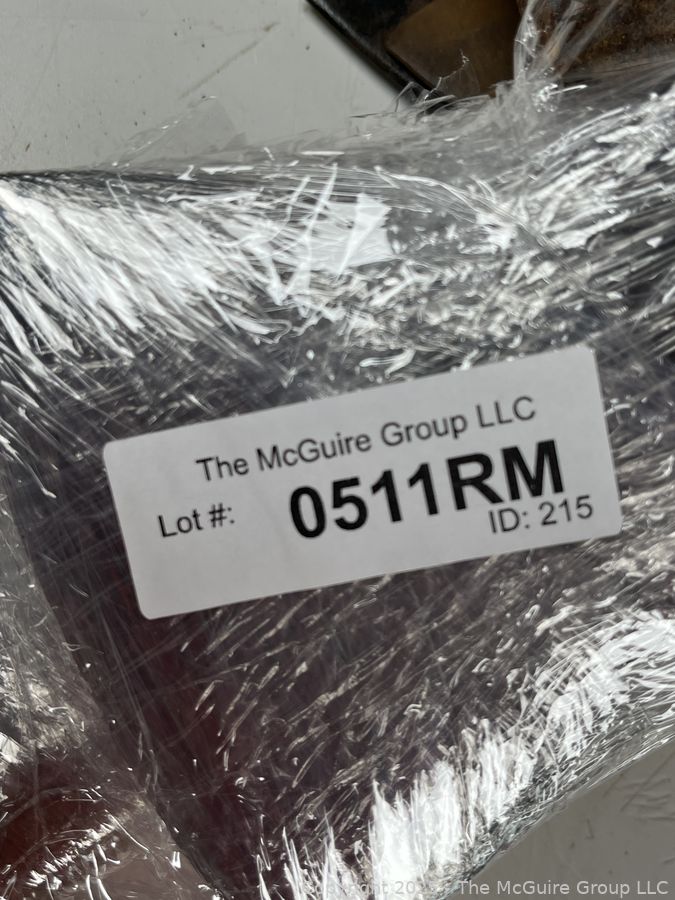 The McGuire Group LLC
Lot #: 0511RM
ID: 215
The McGuire Group LLC